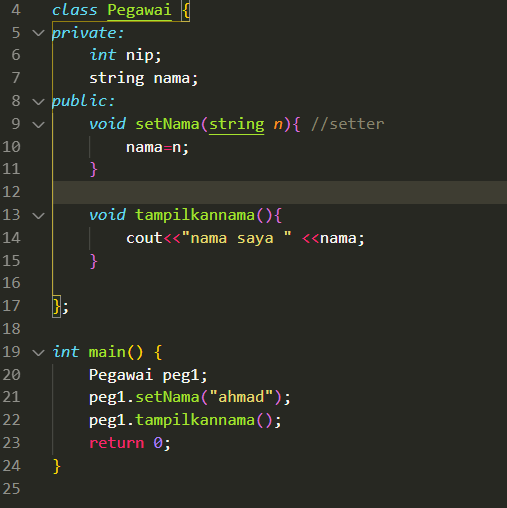 4 class Pegawai {
5 private:
6 int nip;
7 string nama;
8 public:
9 void setNama(string n){ //setter
10 nama=n;
11 }
12
13 void tampilkannama(){
14 cout<<"nama saya " <<nama;
15 }
16
17 };
18
19 int main() {
20 Pegawai peg1;
21 peg1.setNama("ahmad");
22 peg1.tampilkannama();
23 return 0;
24 }
25